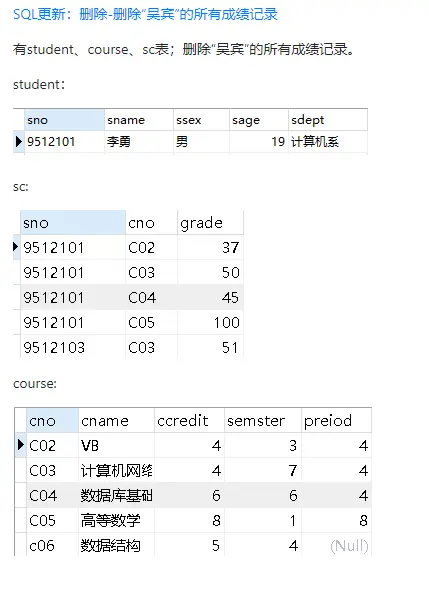 SQL更新：删除-删除“吴宾”的所有成绩记录
有student、course、sc表；删除“吴宾”的所有成绩记录。
student：
sno sname ssex sage sdept
9512101 李勇 男 19 计算机系
sc:
sno cno grade
9512101 C02 37
9512101 C03 50
9512101 C04 45
9512101 C05 100
9512103 C03 51
course:
cno cname ccredit semster preiod
C02 VB 4 3 4
C03 计算机网络 4 7 4
C04 数据库基础 6 6 4
C05 高等数学 8 1 8
c06 数据结构 5 4 (Null)